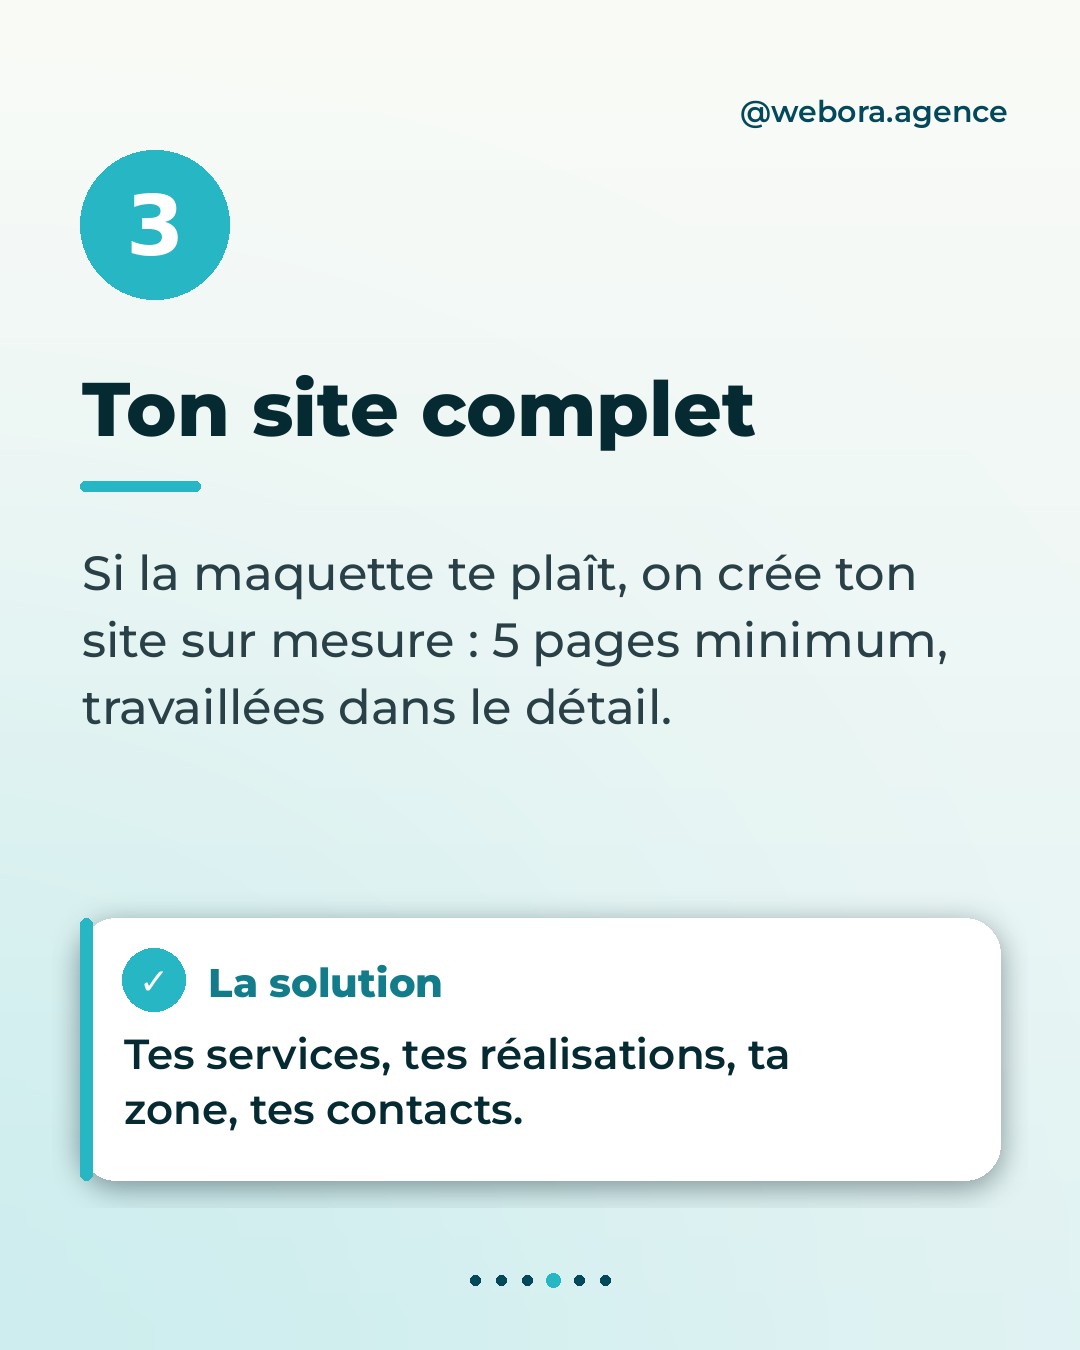 @webora.agence
3
Ton site complet
Si la maquette te plaît, on crée ton
site sur mesure : 5 pages minimum,
travaillées dans le détail.
✓ La solution
Tes services, tes réalisations, ta
zone, tes contacts.